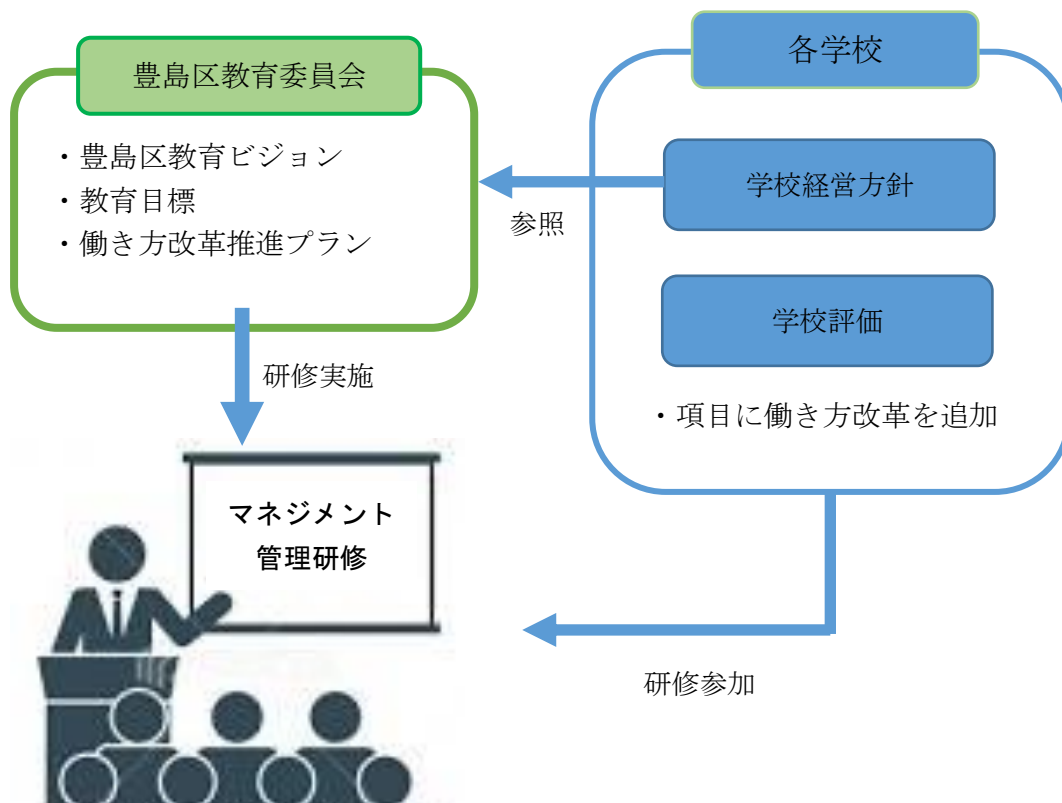 豊島区教育委員会
・豊島区教育ビジョン
・教育目標
・働き方改革推進プラン
各学校
学校経営方針
参照
学校評価
・項目に働き方改革を追加
研修実施
マネジメント
管理研修
研修参加